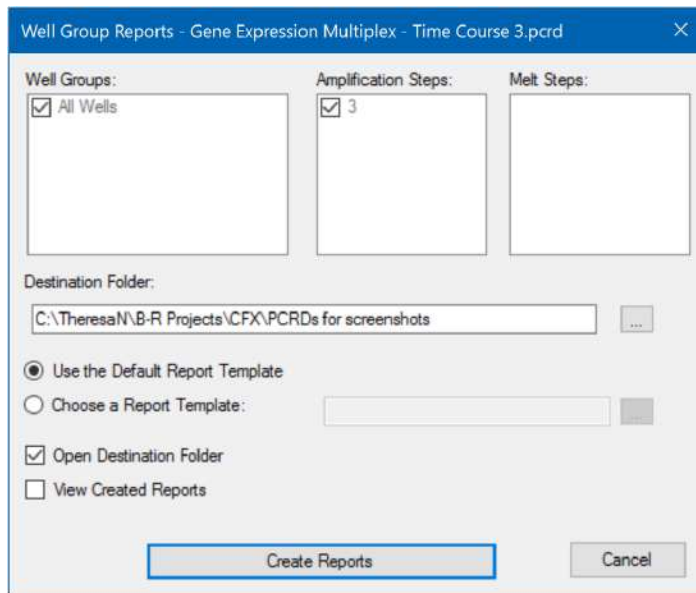 Well Group Reports - Gene Expression Multiplex - Time Course 3.pcrd
Well Groups:
Amplification Steps:
Melt Steps:
All Wells
3
Destination Folder:
C:\TheresaN\B-R Projects\CFX\PCRDs for screenshots
...
Use the Default Report Template
Choose a Report Template:
...
Open Destination Folder
View Created Reports
Create Reports
Cancel